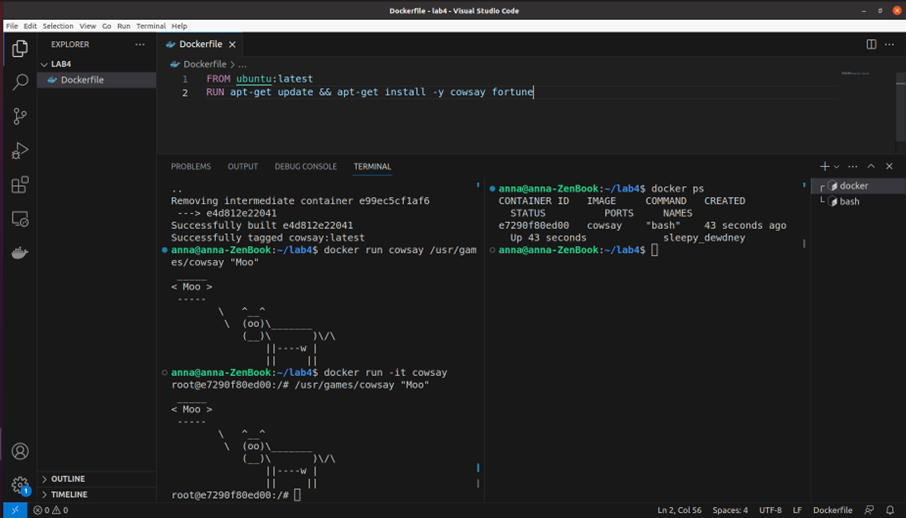 Dockerfile - lab4 - Visual Studio Code
File Edit Selection View Go Run Terminal Help
EXPLORER
LAB4
Dockerfile
OUTLINE
TIMELINE
1
Dockerfile
Dockerfile > ...
1 FROM ubuntu:latest
2 RUN apt-get update && apt-get install -y cowsay fortune
PROBLEMS OUTPUT DEBUG CONSOLE TERMINAL
..
Removing intermediate container e99ec5cf1af6
 ---> e4d812e22041
Successfully built e4d812e22041
Successfully tagged cowsay:latest
anna@anna-ZenBook:~/lab4$ docker run cowsay /usr/gam
es/cowsay "Moo"
 _____
< Moo >
 -----
        \   ^__^
         \  (oo)\_______
            (__)\       )\/\
                ||----w |
                ||     ||
anna@anna-ZenBook:~/lab4$ docker run -it cowsay
root@e7290f80ed00:/# /usr/games/cowsay "Moo"
 _____
< Moo >
 -----
        \   ^__^
         \  (oo)\_______
            (__)\       )\/\
                ||----w |
                ||     ||
root@e7290f80ed00:/#
anna@anna-ZenBook:~/lab4$ docker ps
CONTAINER ID   IMAGE     COMMAND   CREATED
  STATUS          PORTS     NAMES
e7290f80ed00   cowsay    "bash"    43 seconds ago
  Up 43 seconds             sleepy_dewdney
anna@anna-ZenBook:~/lab4$
docker
bash
0 0
Ln 2, Col 56 Spaces: 4 UTF-8 LF Dockerfile